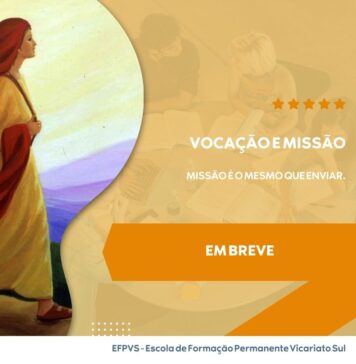 VOCAÇÃO E MISSÃO
MISSÃO É O MESMO QUE ENVIAR.
EM BREVE
EFPVS - Escola de Formação Permanente Vicariato Sul